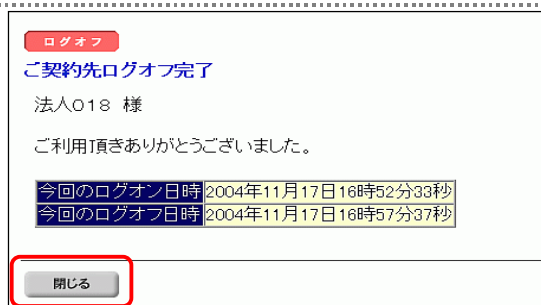 ログオフ
ご契約先ログオフ完了
法人018 様
ご利用頂きありがとうございました。
今回のログオン日時 2004年11月17日16時52分33秒
今回のログオフ日時 2004年11月17日16時57分37秒
閉じる